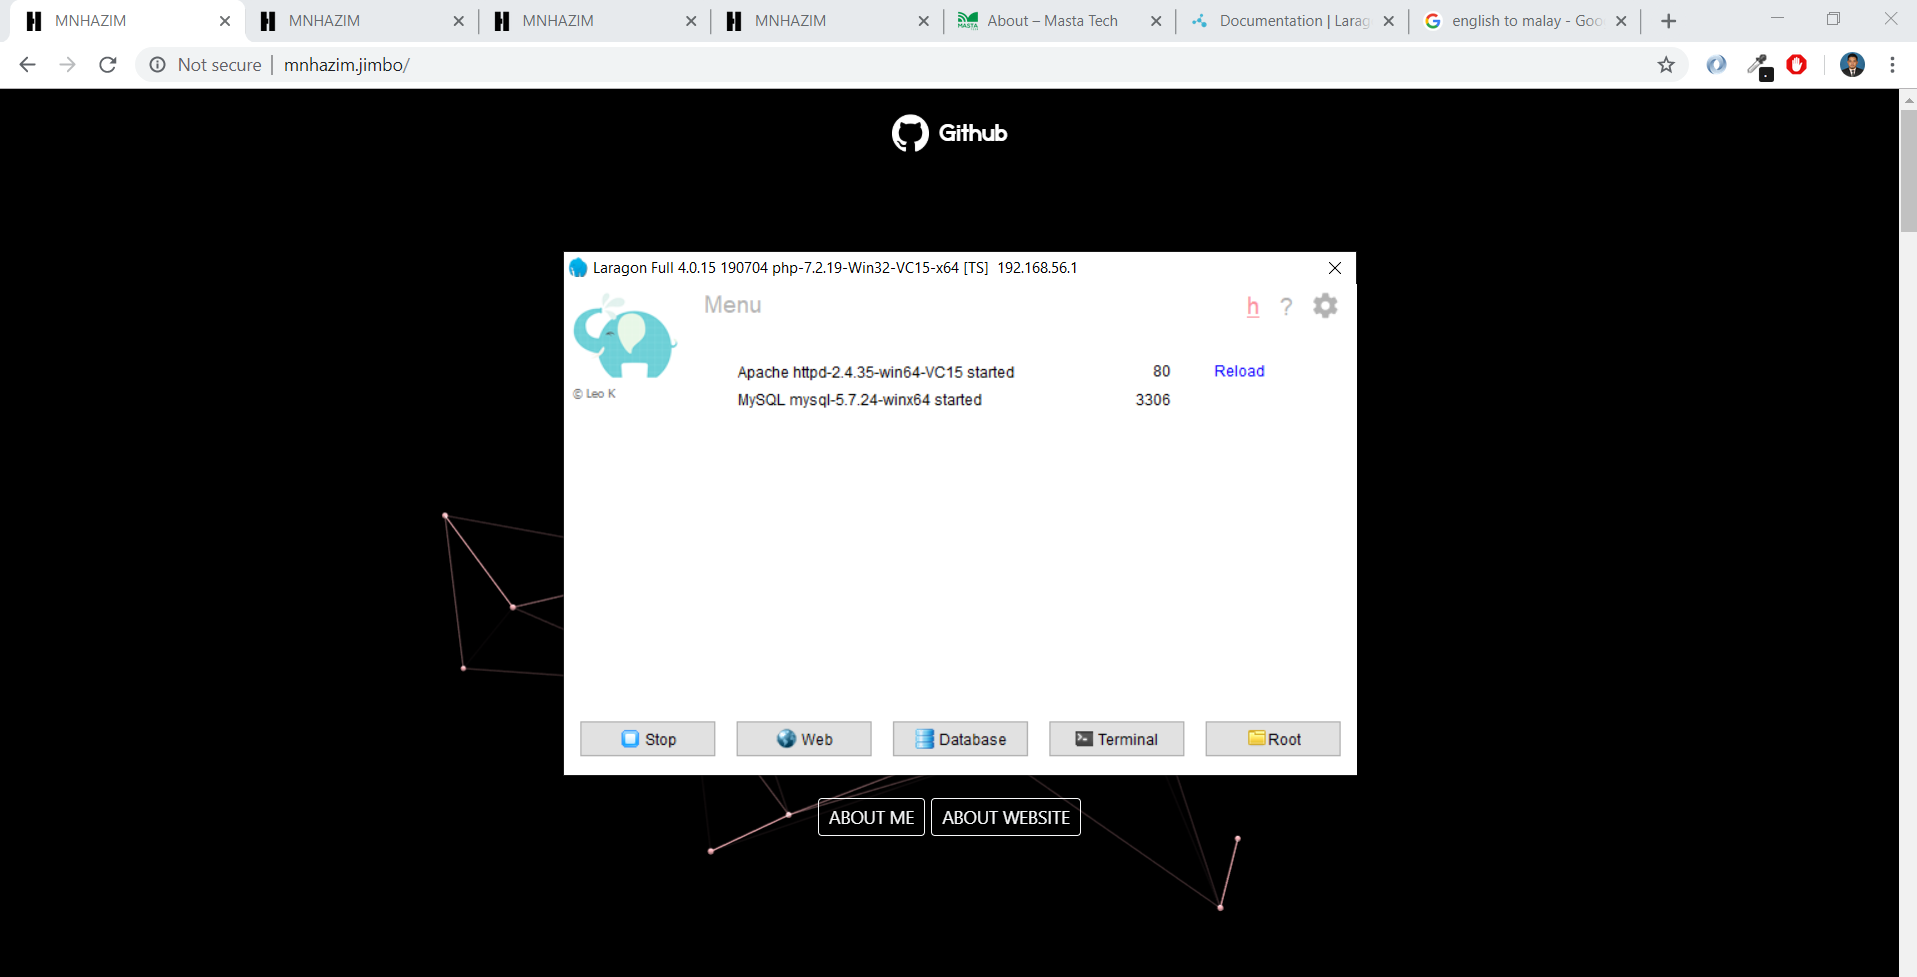 MNHAZIM MNHAZIM MNHAZIM MNHAZIM About – Masta Tech Documentation | Larag english to malay - Goo
Not secure | mnhazim.jimbo/
Github
Laragon Full 4.0.15 190704 php-7.2.19-Win32-VC15-x64 [TS] 192.168.56.1
Menu h ?
Apache httpd-2.4.35-win64-VC15 started 80 Reload
© Leo K
MySQL mysql-5.7.24-winx64 started 3306
Stop Web Database Terminal Root
ABOUT ME ABOUT WEBSITE